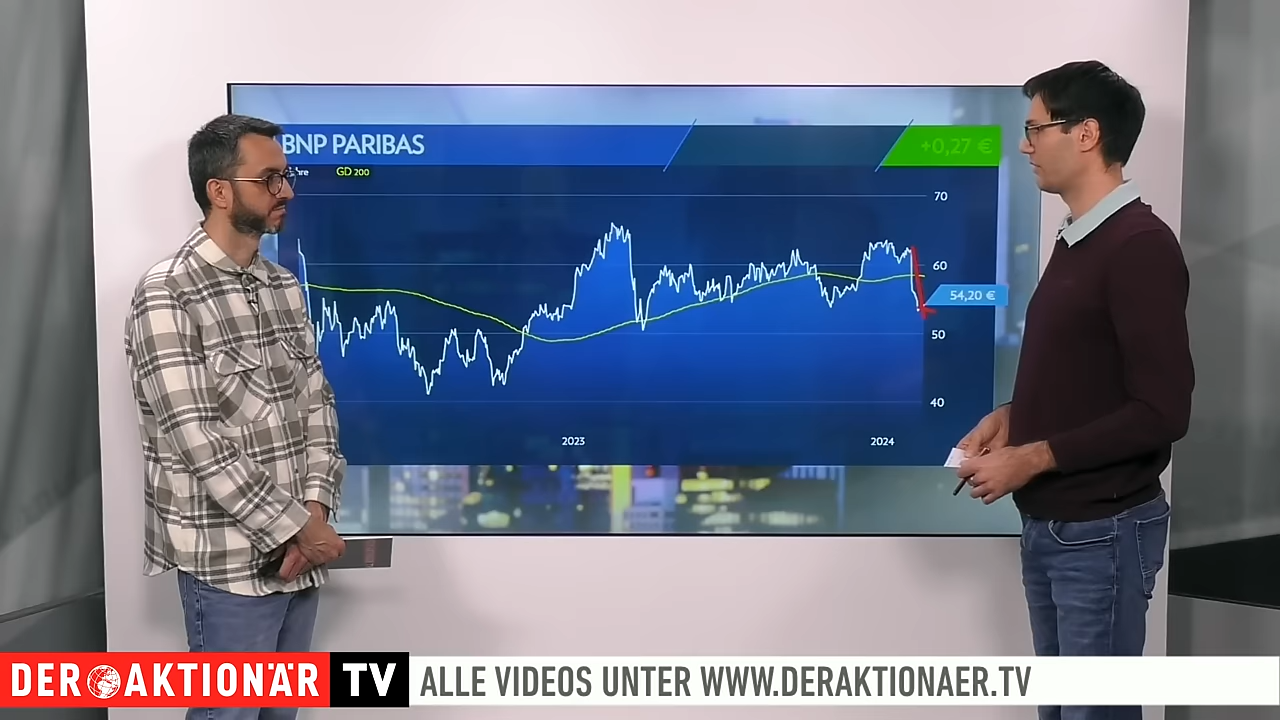 BNP PARIBAS
+0,27 €
GD 200
70
60
54,20 €
50
40
2023
2024
DER AKTIONÄR TV
ALLE VIDEOS UNTER WWW.DERAKTIONAER.TV